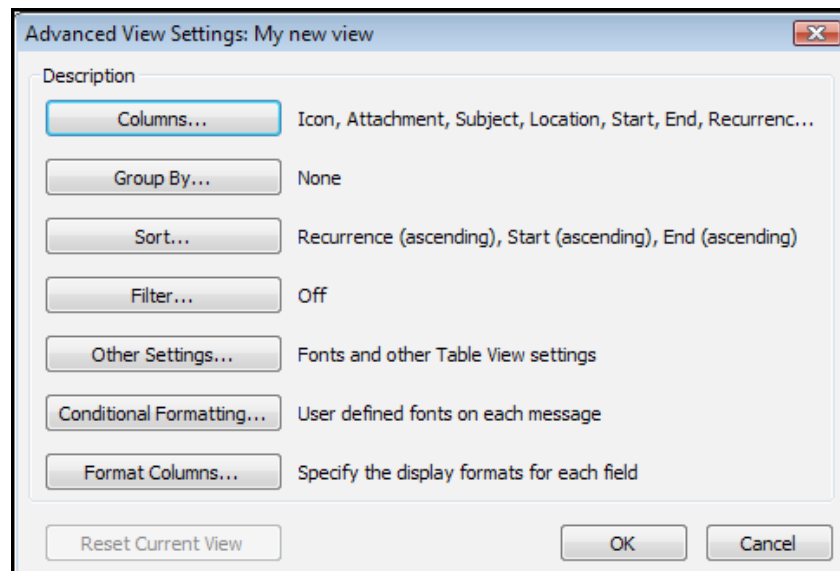 Advanced View Settings: My new view
Description
Columns... Icon, Attachment, Subject, Location, Start, End, Recurrenc...
Group By... None
Sort... Recurrence (ascending), Start (ascending), End (ascending)
Filter... Off
Other Settings... Fonts and other Table View settings
Conditional Formatting... User defined fonts on each message
Format Columns... Specify the display formats for each field
Reset Current View OK Cancel